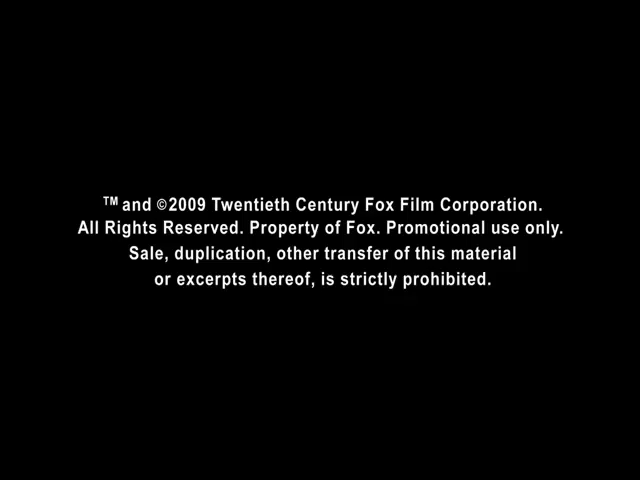 ™ and ©2009 Twentieth Century Fox Film Corporation.
All Rights Reserved. Property of Fox. Promotional use only.
Sale, duplication, other transfer of this material
or excerpts thereof, is strictly prohibited.